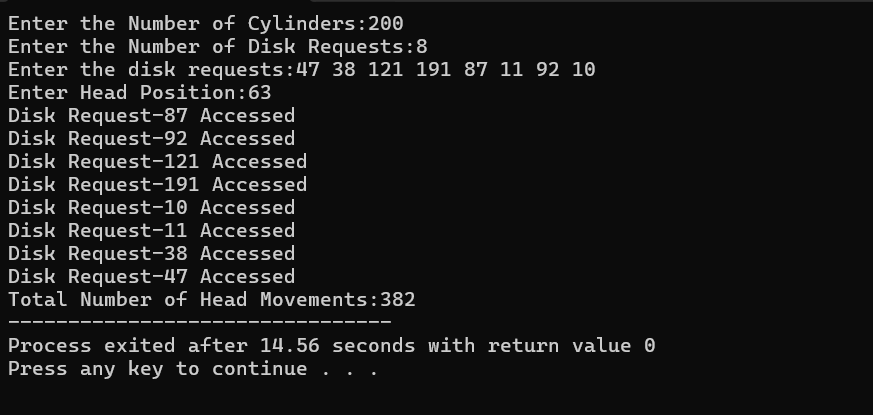 Enter the Number of Cylinders:200
Enter the Number of Disk Requests:8
Enter the disk requests:47 38 121 191 87 11 92 10
Enter Head Position:63
Disk Request-87 Accessed
Disk Request-92 Accessed
Disk Request-121 Accessed
Disk Request-191 Accessed
Disk Request-10 Accessed
Disk Request-11 Accessed
Disk Request-38 Accessed
Disk Request-47 Accessed
Total Number of Head Movements:382
--------------------------------
Process exited after 14.56 seconds with return value 0
Press any key to continue . . .